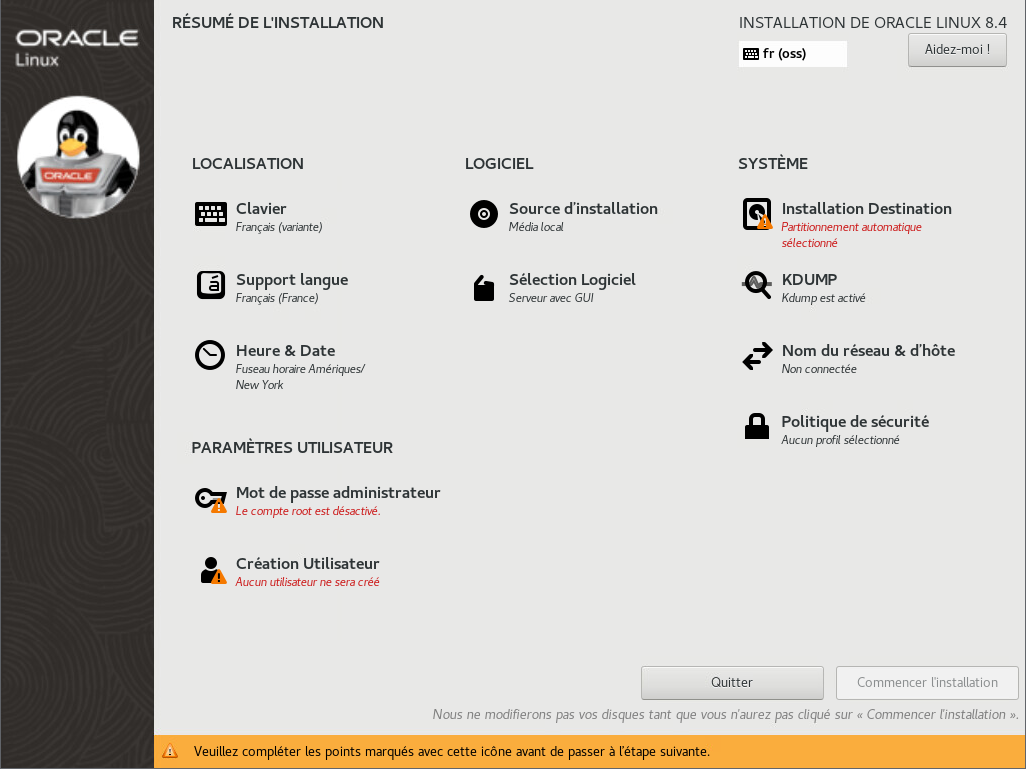 ORACLE
Linux
ORACLE
RÉSUMÉ DE L'INSTALLATION
INSTALLATION DE ORACLE LINUX 8.4
fr (oss)
Aidez-moi !
LOCALISATION
Clavier
Français (variante)
Support langue
Français (France)
Heure & Date
Fuseau horaire Amériques/
New York
LOGICIEL
Source d'installation
Média local
Sélection Logiciel
Serveur avec GUI
SYSTÈME
Installation Destination
Partitionnement automatique
sélectionné
KDUMP
Kdump est activé
Nom du réseau & d'hôte
Non connectée
Politique de sécurité
Aucun profil sélectionné
PARAMÈTRES UTILISATEUR
Mot de passe administrateur
Le compte root est désactivé.
Création Utilisateur
Aucun utilisateur ne sera créé
Quitter
Commencer l'installation
Nous ne modifierons pas vos disques tant que vous n'aurez pas cliqué sur « Commencer l'installation ».
Veuillez compléter les points marqués avec cette icône avant de passer à l'étape suivante.